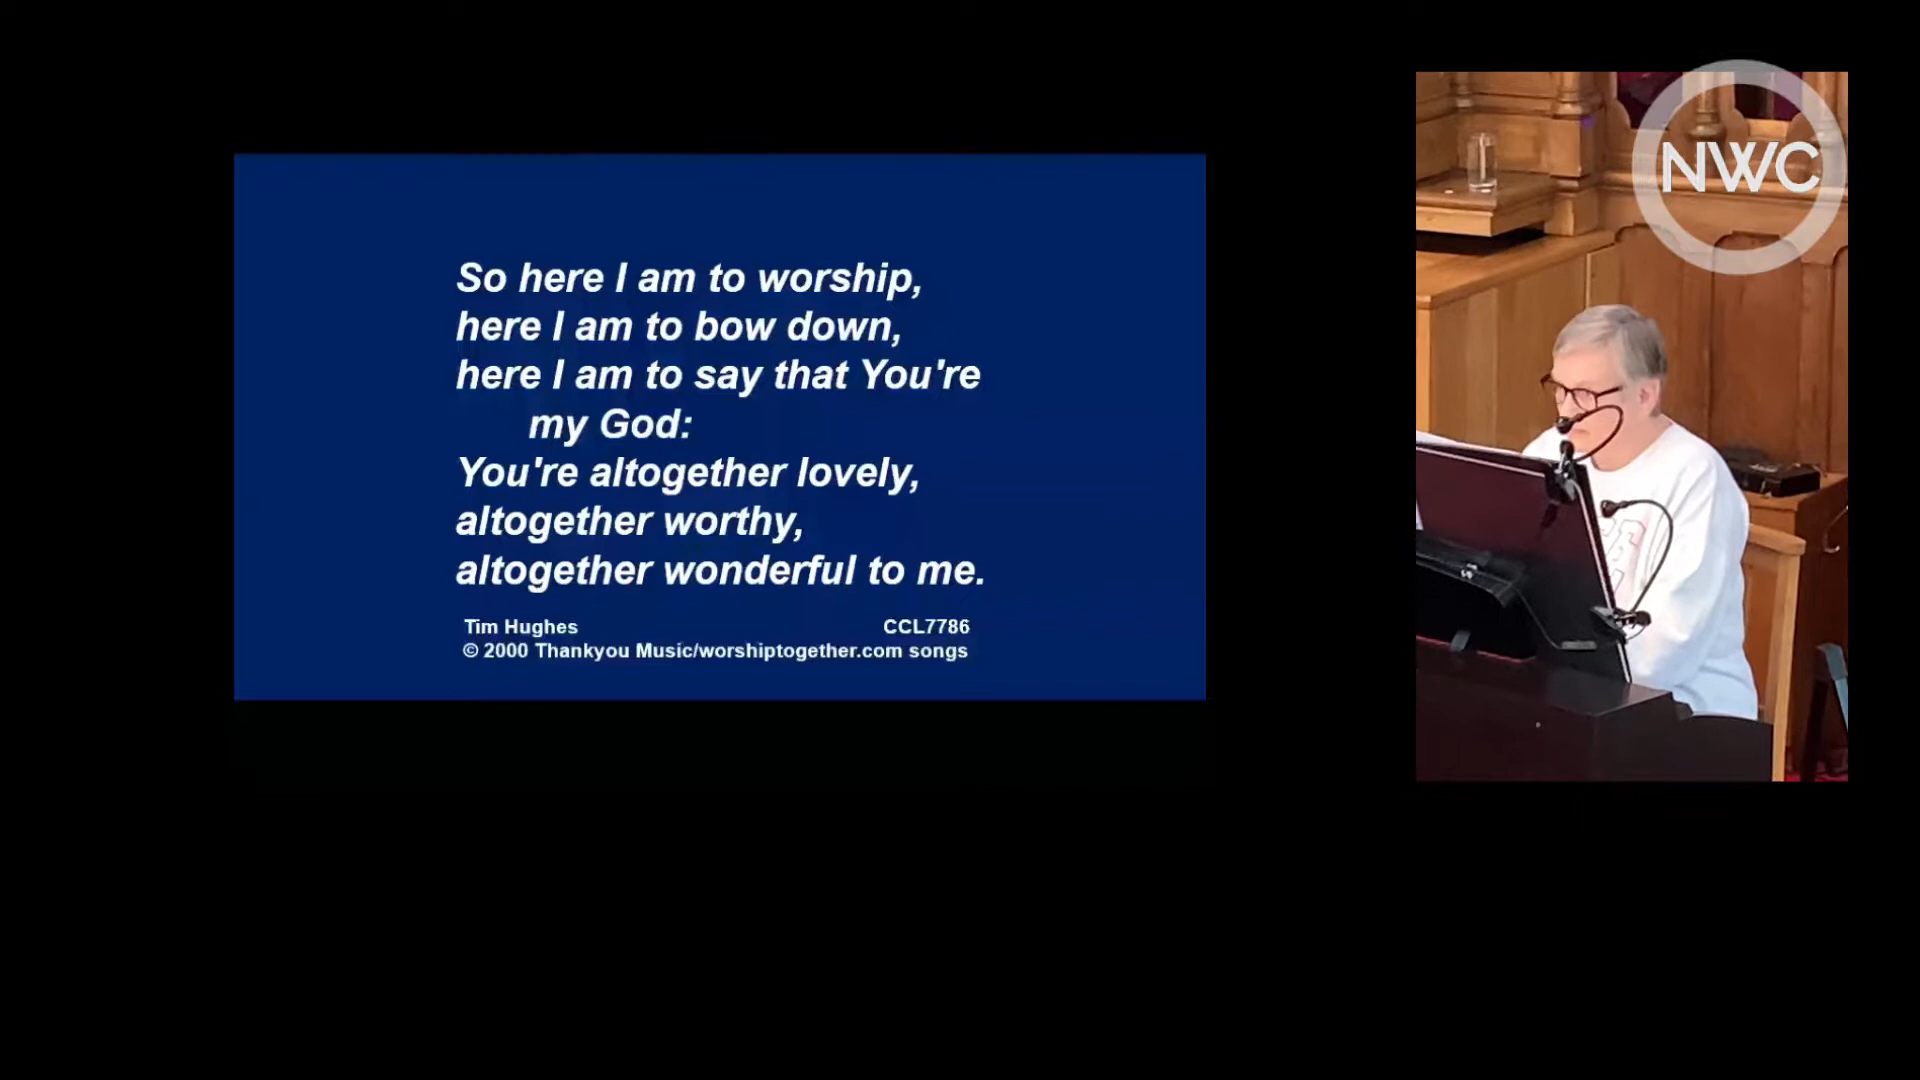 So here I am to worship,
here I am to bow down,
here I am to say that You're
my God:
You're altogether lovely,
altogether worthy,
altogether wonderful to me.
Tim Hughes CCL7786
© 2000 Thankyou Music/worshiptogether.com songs
NWC